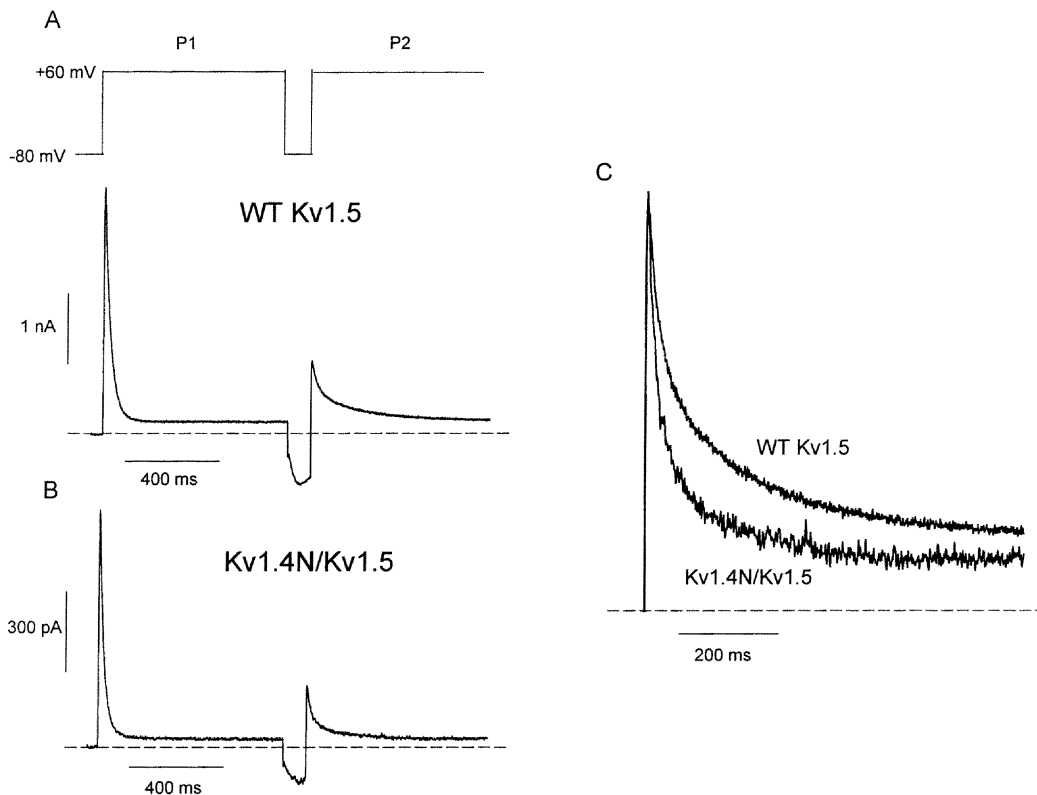 A
P1
P2
+60 mV
-80 mV
WT Kv1.5
1 nA
400 ms
B
Kv1.4N/Kv1.5
300 pA
400 ms
C
WT Kv1.5
Kv1.4N/Kv1.5
200 ms